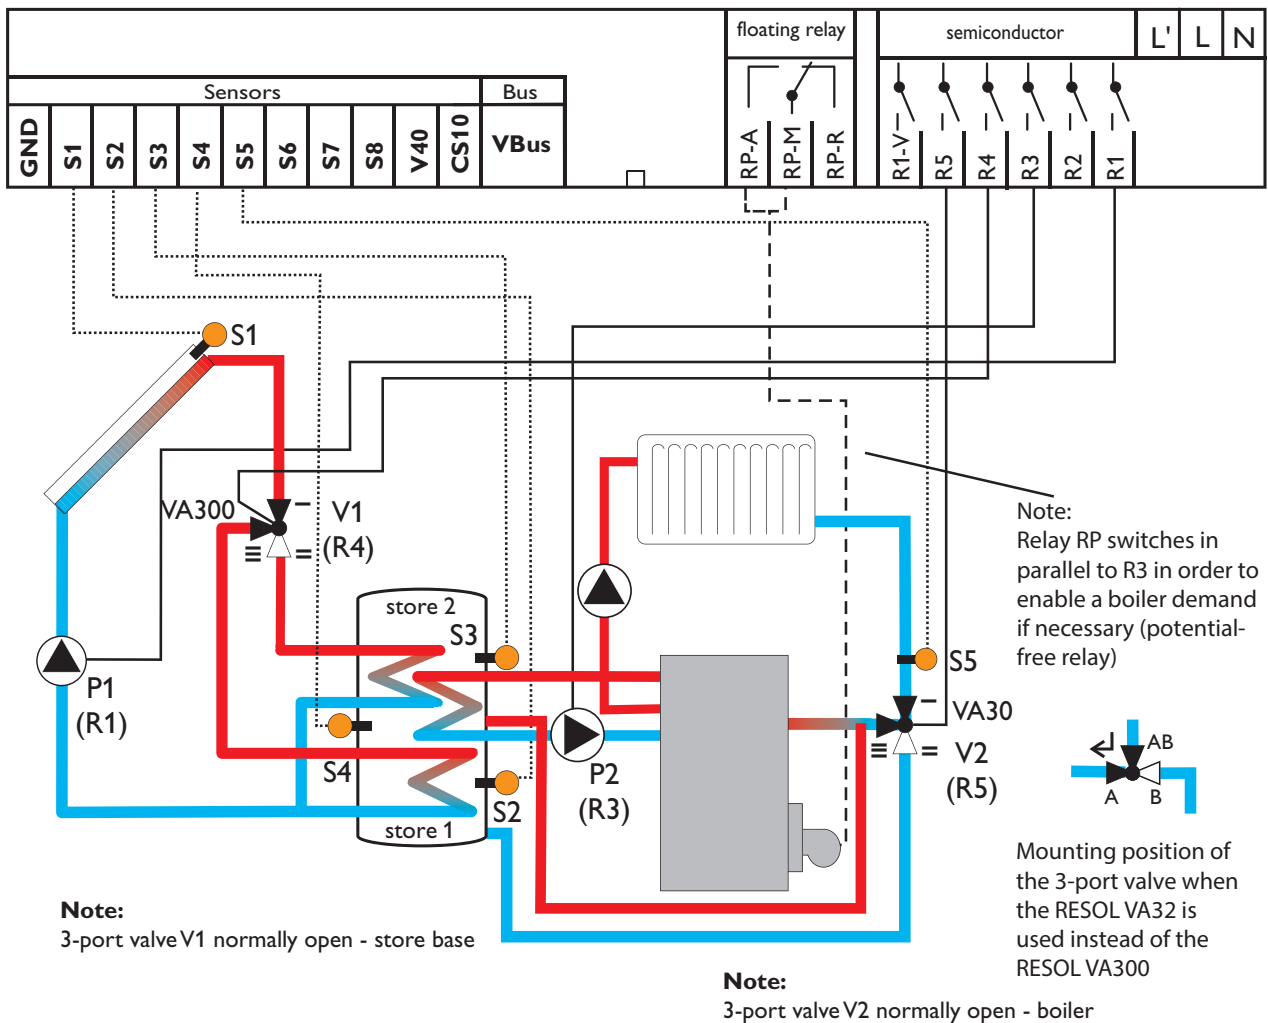 floating relay
semiconductor
L'
L
N
Sensors
Bus
GND
S1
S2
S3
S4
S5
S6
S7
S8
V40
CS10
VBus
RP-A
RP-M
RP-R
R1-V
R5
R4
R3
R2
R1
S1
VA300
V1
(R4)
Note:
Relay RP switches in
parallel to R3 in order to
enable a boiler demand
if necessary (potential-
free relay)
store 2
S3
S5
P1
(R1)
VA30
V2
(R5)
S4
P2
(R3)
S2
store 1
AB
A
B
Mounting position of
the 3-port valve when
the RESOL VA32 is
used instead of the
RESOL VA300
Note:
3-port valve V1 normally open - store base
Note:
3-port valve V2 normally open - boiler